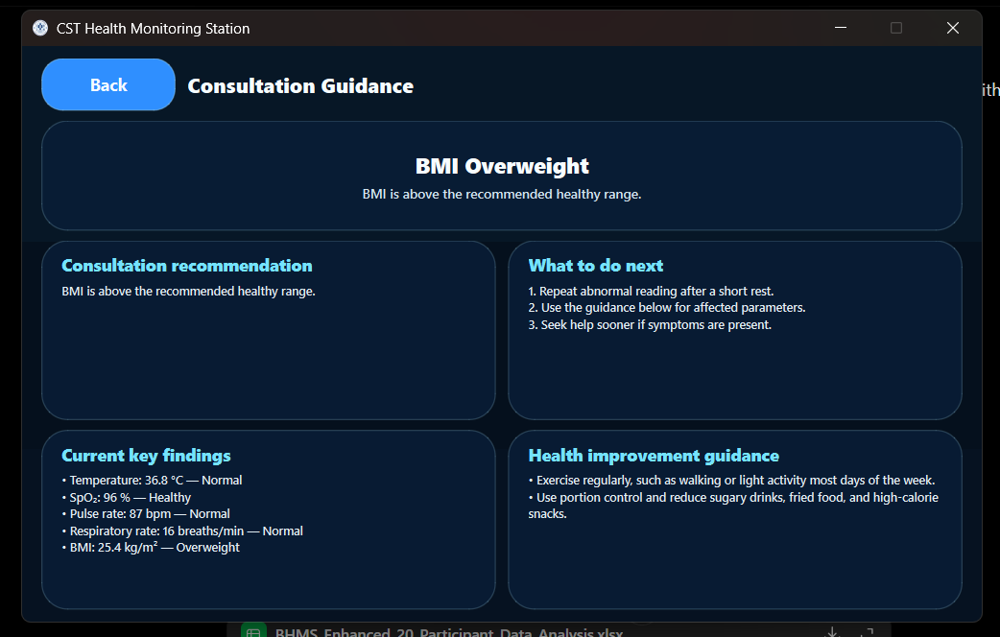 CST Health Monitoring Station
ith
Back
Consultation Guidance
BMI Overweight
BMI is above the recommended healthy range.
Consultation recommendation
BMI is above the recommended healthy range.
What to do next
1. Repeat abnormal reading after a short rest.
2. Use the guidance below for affected parameters.
3. Seek help sooner if symptoms are present.
Current key findings
• Temperature: 36.8 °C — Normal
• SpO₂: 96 % — Healthy
• Pulse rate: 87 bpm — Normal
• Respiratory rate: 16 breaths/min — Normal
• BMI: 25.4 kg/m² — Overweight
Health improvement guidance
• Exercise regularly, such as walking or light activity most days of the week.
• Use portion control and reduce sugary drinks, fried food, and high-calorie
snacks.
BHMS_Enhanced_20_Participant_Data_Analysis.xlsx